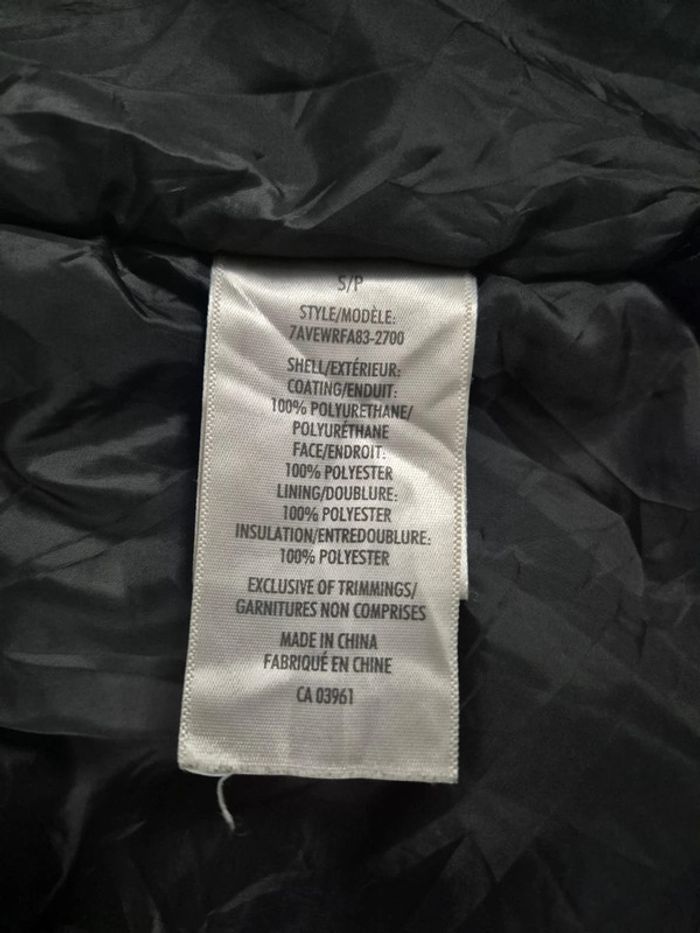 S/P
STYLE/MODÈLE:
7AVEWRFA83-2700
SHELL/EXTÉRIEUR:
COATING/ENDUIT:
100% POLYURETHANE/
POLYURÉTHANE
FACE/ENDROIT:
100% POLYESTER
LINING/DOUBLURE:
100% POLYESTER
INSULATION/ENTREDOUBLURE:
100% POLYESTER
EXCLUSIVE OF TRIMMINGS/
GARNITURES NON COMPRISES
MADE IN CHINA
FABRIQUÉ EN CHINE
CA 03961